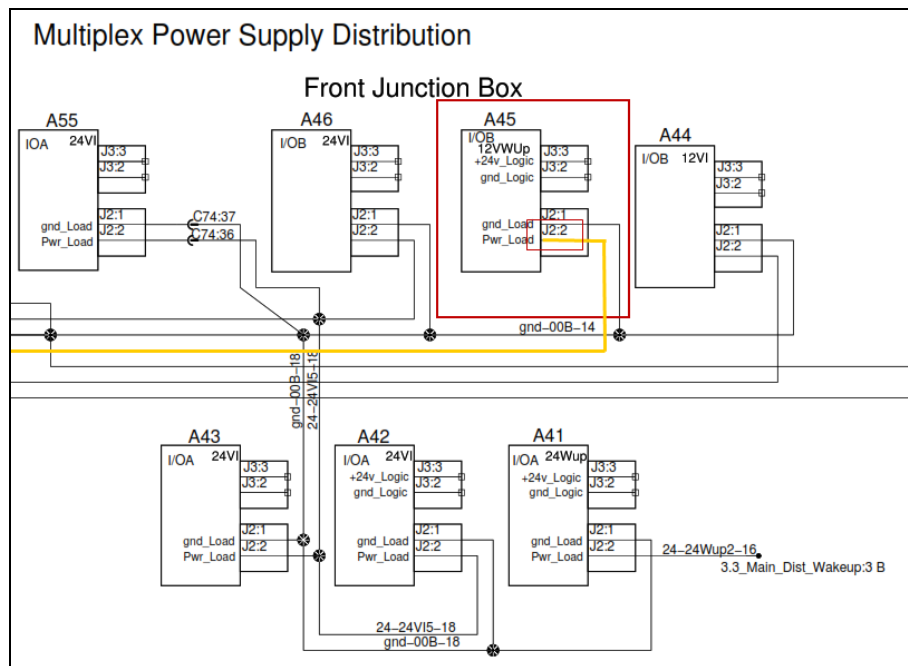 Multiplex Power Supply Distribution
Front Junction Box
A55
IOA 24VI
J3:3
J3:2
gnd_Load J2:1
Pwr_Load J2:2
C74:37
C74:36
A46
I/OB 24VI
J3:3
J3:2
J2:1
J2:2
A45
I/OB
12VWUp
+24v_Logic J3:3
gnd_Logic J3:2
gnd_Load J2:1
Pwr_Load J2:2
A44
I/OB 12VI
J3:3
J3:2
J2:1
J2:2
gnd-00B-14
gnd-00B-18
24-24VI5-18
A43
I/OA 24VI
J3:3
J3:2
gnd_Load J2:1
Pwr_Load J2:2
A42
I/OA 24VI
+24v_Logic J3:3
gnd_Logic J3:2
gnd_Load J2:1
Pwr_Load J2:2
A41
I/OA 24Wup
+24v_Logic J3:3
gnd_Logic J3:2
gnd_Load J2:1
Pwr_Load J2:2
24-24Wup2-16
3.3_Main_Dist_Wakeup:3 B
24-24VI5-18
gnd-00B-18